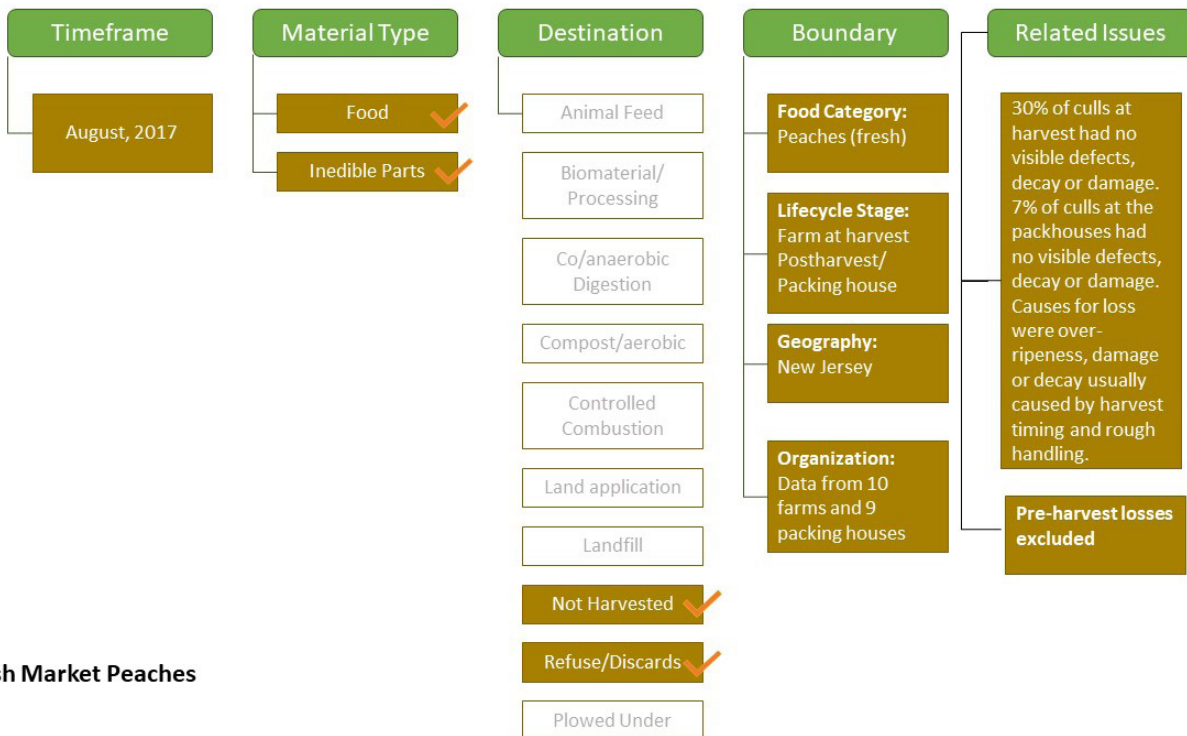 Timeframe
August, 2017
Material Type
Food
Inedible Parts
Destination
Animal Feed
Biomaterial/
Processing
Co/anaerobic
Digestion
Compost/aerobic
Controlled
Combustion
Land application
Landfill
Not Harvested
Refuse/Discards
Plowed Under
Boundary
Food Category:
Peaches (fresh)
Lifecycle Stage:
Farm at harvest
Postharvest/
Packing house
Geography:
New Jersey
Organization:
Data from 10
farms and 9
packing houses
Related Issues
30% of culls at
harvest had no
visible defects,
decay or damage.
7% of culls at the
packhouses had
no visible defects,
decay or damage.
Causes for loss
were over-
ripeness, damage
or decay usually
caused by harvest
timing and rough
handling.
Pre-harvest losses
excluded
sh Market Peaches